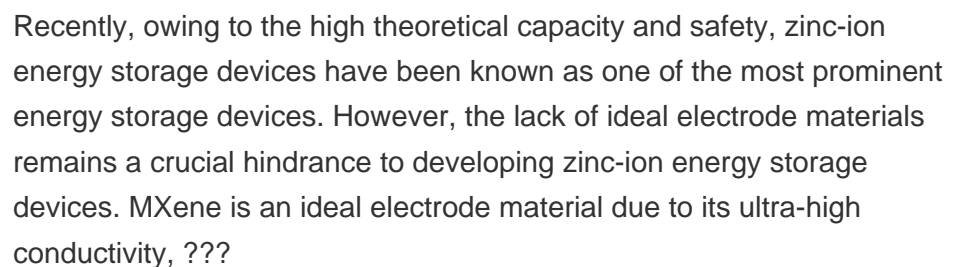 Recently, owing to the high theoretical capacity and safety, zinc-ion
energy storage devices have been known as one of the most prominent
energy storage devices. However, the lack of ideal electrode materials
remains a crucial hindrance to developing zinc-ion energy storage
devices. MXene is an ideal electrode material due to its ultra-high
conductivity, ???